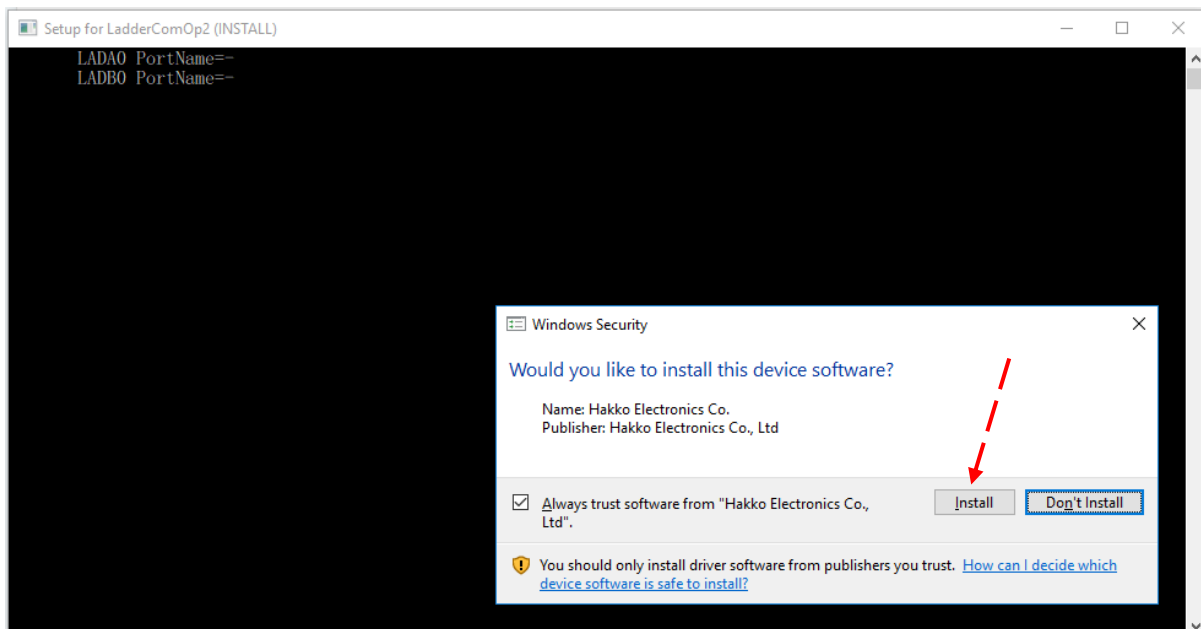 Setup for LadderComOp2 (INSTALL)
LADA0 PortName=-
LADB0 PortName=-
Windows Security
Would you like to install this device software?
Name: Hakko Electronics Co.
Publisher: Hakko Electronics Co., Ltd
Always trust software from "Hakko Electronics Co.,
Ltd".
Install
Don't Install
You should only install driver software from publishers you trust. How can I decide which
device software is safe to install?